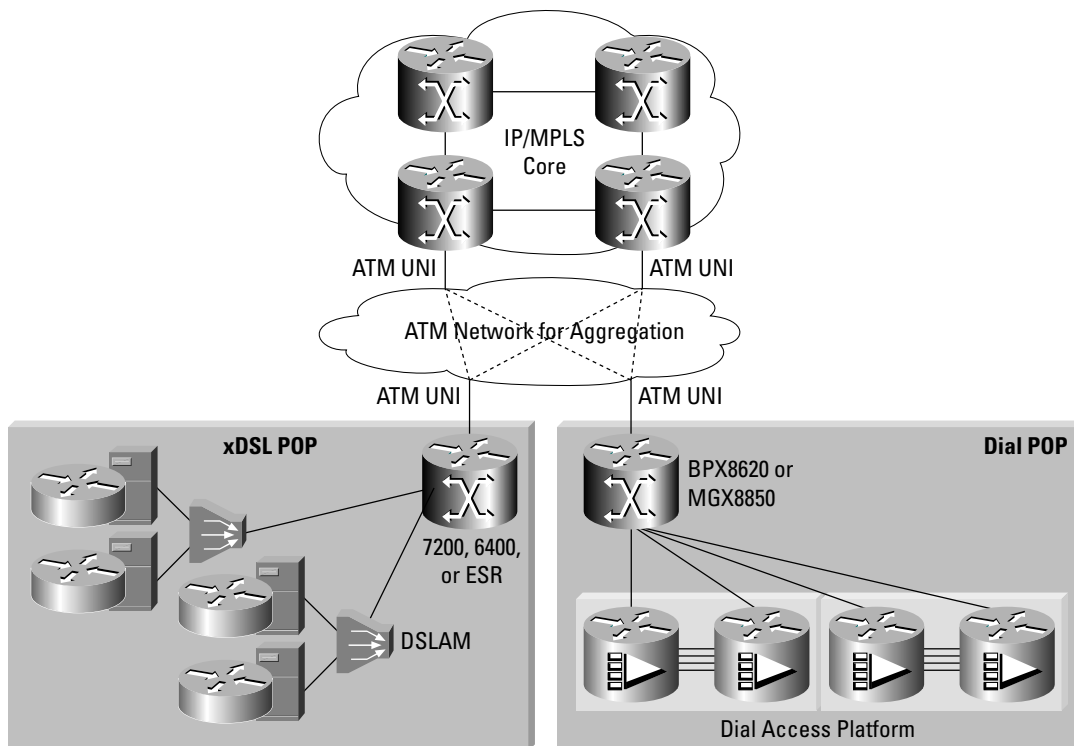 IP/MPLS
Core
ATM UNI
ATM UNI
ATM Network for Aggregation
ATM UNI
ATM UNI
xDSL POP
7200, 6400,
or ESR
DSLAM
Dial POP
BPX8620 or
MGX8850
Dial Access Platform